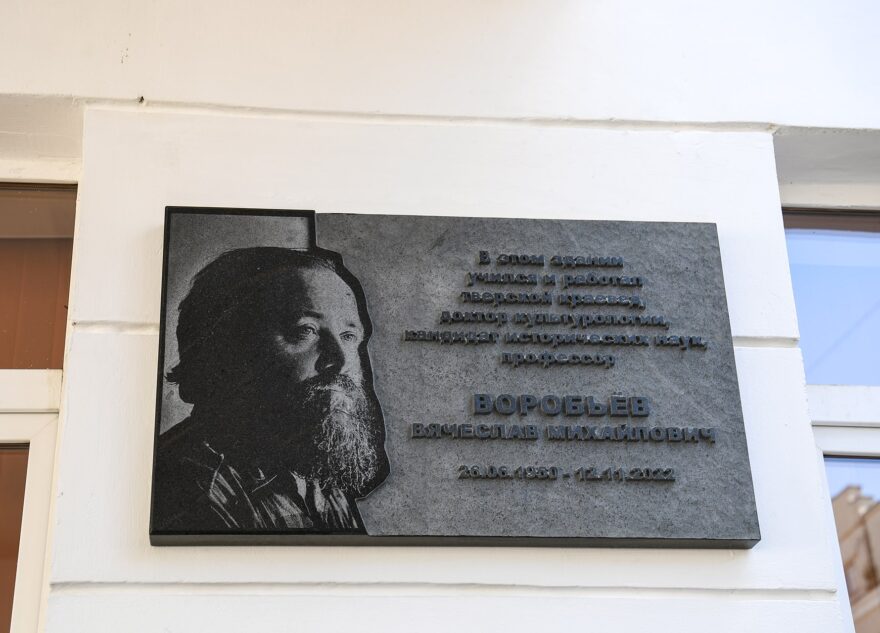 В этом здании
учился и работал
тверской краевед,
доктор культурологии,
кандидат исторических наук,
профессор
ВОРОБЬЁВ
ВЯЧЕСЛАВ МИХАЙЛОВИЧ
26.06.1950 - 12.11.2022